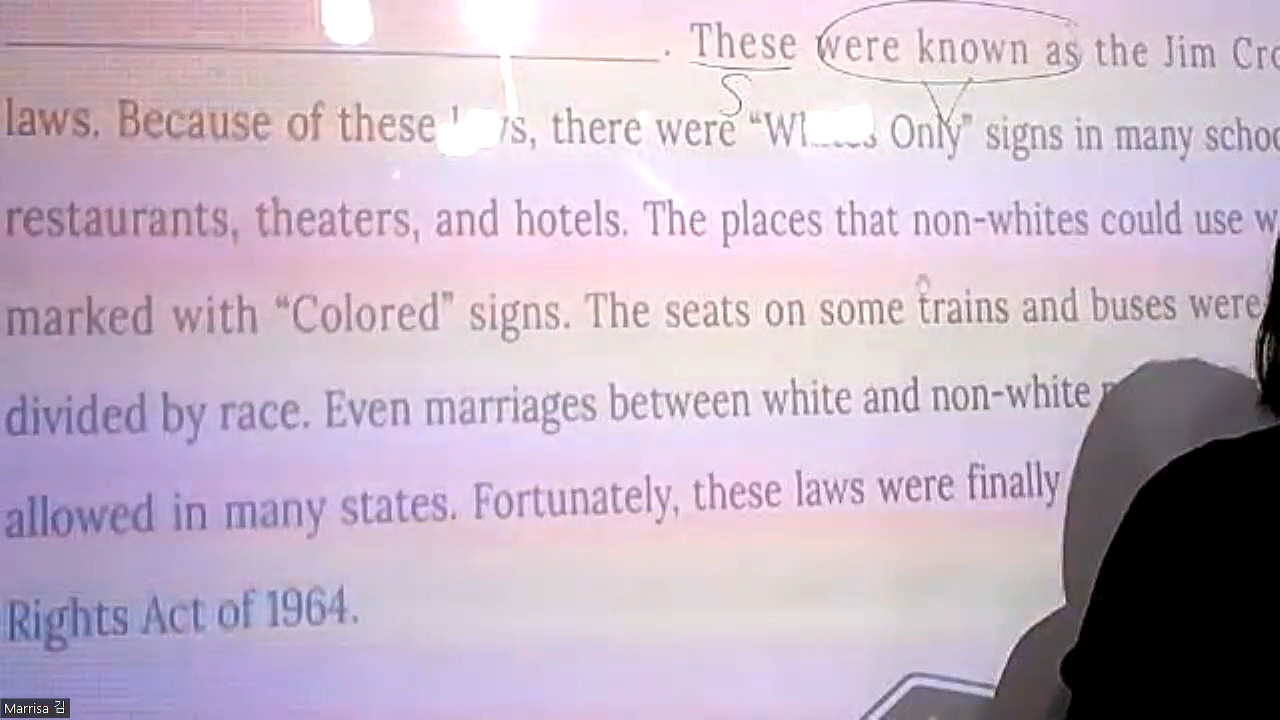 . These were known as the Jim
S V
laws. Because of these, there were " Only" signs in many
restaurants, theaters, and hotels. The places that non-whites could use
marked with “Colored” signs. The seats on some trains and buses were
divided by race. Even marriages between white and non-white
allowed in many states. Fortunately, these laws were finally
Rights Act of 1964.
Marrisa 김